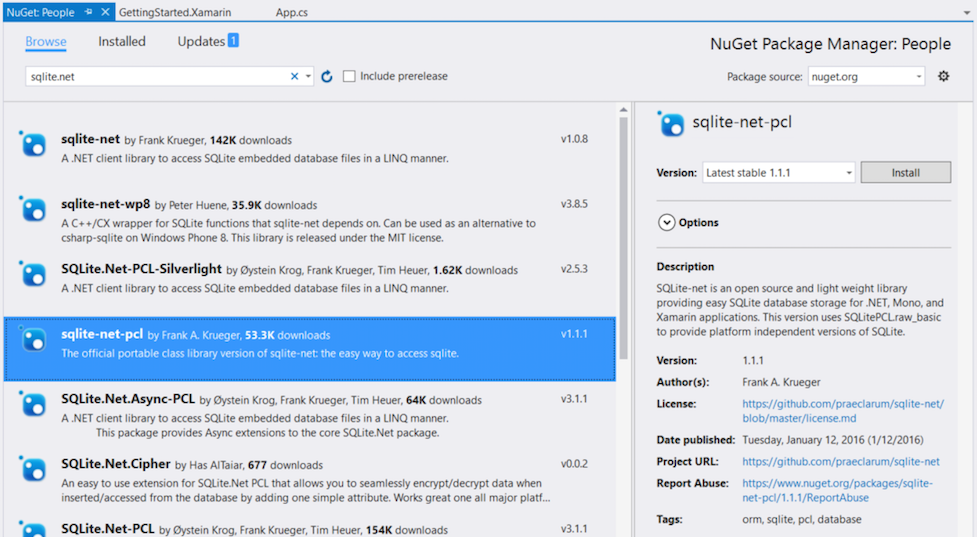 NuGet: People GettingStarted.Xamarin App.cs
Browse Installed Updates 1
NuGet Package Manager: People
sqlite.net Include prerelease
Package source: nuget.org
sqlite-net by Frank Krueger, 142K downloads v1.0.8
A .NET client library to access SQLite embedded database files in a LINQ manner.
sqlite-net-wp8 by Peter Huene, 35.9K downloads v3.8.5
A C++/CX wrapper for SQLite functions that sqlite-net depends on. Can be used as an alternative to
csharp-sqlite on Windows Phone 8. This library is released under the MIT license.
SQLite.Net-PCL-Silverlight by Øystein Krog, Frank Krueger, Tim Heuer, 1.62K downloads v2.5.3
A .NET client library to access SQLite embedded database files in a LINQ manner.
sqlite-net-pcl by Frank A. Krueger, 53.3K downloads v1.1.1
The official portable class library version of sqlite-net: the easy way to access sqlite.
SQLite.Net.Async-PCL by Øystein Krog, Frank Krueger, Tim Heuer, 64K downloads v3.1.1
A .NET client library to access SQLite embedded database files in a LINQ manner.
This package provides Async extensions to the core SQLite.Net package.
SQLite.Net.Cipher by Has AlTaiar, 677 downloads v0.0.2
An easy to use extension for SQLite.Net PCL that allows you to seamlessly encrypt/decrypt data when
inserted/accessed from the database by adding one simple attribute. Works great one all major platf...
SQLite.Net-PCL by Øystein Krog, Frank Krueger, Tim Heuer, 154K downloads v3.1.1
sqlite-net-pcl
Version: Latest stable 1.1.1 Install
Options
Description
SQLite-net is an open source and light weight library
providing easy SQLite database storage for .NET, Mono, and
Xamarin applications. This version uses SQLitePCL.raw_basic
to provide platform independent versions of SQLite.
Version: 1.1.1
Author(s): Frank A. Krueger
License: https://github.com/praeclarum/sqlite-net/
blob/master/license.md
Date published: Tuesday, January 12, 2016 (1/12/2016)
Project URL: https://github.com/praeclarum/sqlite-net
Report Abuse: https://www.nuget.org/packages/sqlite-
net-pcl/1.1.1/ReportAbuse
Tags: orm, sqlite, pcl, database